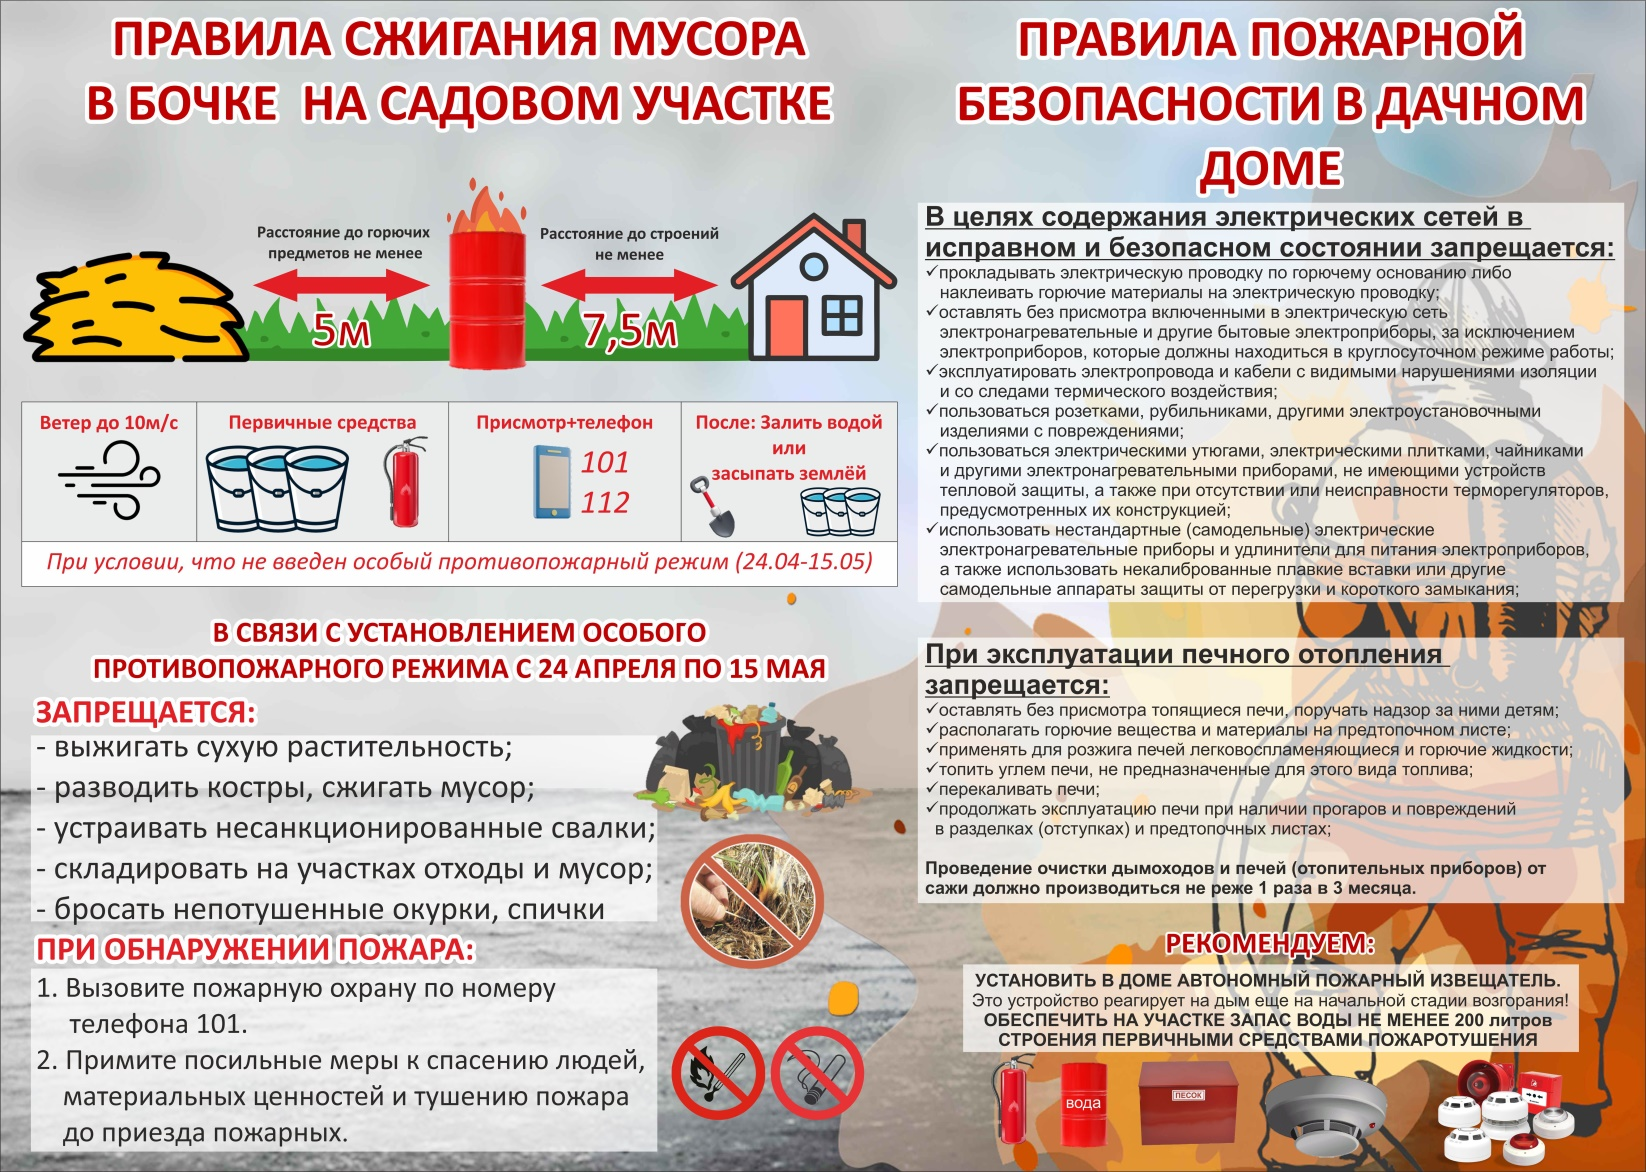 ПРАВИЛА СЖИГАНИЯ МУСОРА
В БОЧКЕ НА САДОВОМ УЧАСТКЕ
Расстояние до горючих
предметов не менее
5м
Расстояние до строений
не менее
7,5м
Ветер до 10м/с
Первичные средства
Присмотр+телефон
101
112
После: Залить водой
или
засыпать землёй
При условии, что не введен особый противопожарный режим (24.04-15.05)
В СВЯЗИ С УСТАНОВЛЕНИЕМ ОСОБОГО
ПРОТИВОПОЖАРНОГО РЕЖИМА С 24 АПРЕЛЯ ПО 15 МАЯ
ЗАПРЕЩАЕТСЯ:
- выжигать сухую растительность;
- разводить костры, сжигать мусор;
- устраивать несанкционированные свалки;
- складировать на участках отходы и мусор;
- бросать непотушенные окурки, спички
ПРИ ОБНАРУЖЕНИИ ПОЖАРА:
1. Вызовите пожарную охрану по номеру
телефона 101.
2. Примите посильные меры к спасению людей,
материальных ценностей и тушению пожара
до приезда пожарных.
ПРАВИЛА ПОЖАРНОЙ
БЕЗОПАСНОСТИ В ДАЧНОМ
ДОМЕ
В целях содержания электрических сетей в
исправном и безопасном состоянии запрещается:
✓прокладывать электрическую проводку по горючему основанию либо
наклеивать горючие материалы на электрическую проводку;
✓оставлять без присмотра включенными в электрическую сеть
электронагревательные и другие бытовые электроприборы, за исключением
электроприборов, которые должны находиться в круглосуточном режиме работы;
✓эксплуатировать электропровода и кабели с видимыми нарушениями изоляции
и со следами термического воздействия;
✓пользоваться розетками, рубильниками, другими электроустановочными
изделиями с повреждениями;
✓пользоваться электрическими утюгами, электрическими плитками, чайниками
и другими электронагревательными приборами, не имеющими устройств
тепловой защиты, а также при отсутствии или неисправности терморегуляторов,
предусмотренных их конструкцией;
✓использовать нестандартные (самодельные) электрические
электронагревательные приборы и удлинители для питания электроприборов,
а также использовать некалиброванные плавкие вставки или другие
самодельные аппараты защиты от перегрузки и короткого замыкания;
При эксплуатации печного отопления
запрещается:
✓оставлять без присмотра топящиеся печи, поручать надзор за ними детям;
✓располагать горючие вещества и материалы на предтопочном листе;
✓применять для розжига печей легковоспламеняющиеся и горючие жидкости;
✓топить углем печи, не предназначенные для этого вида топлива;
✓перекаливать печи;
✓продолжать эксплуатацию печи при наличии прогаров и повреждений
в разделках (отступках) и предтопочных листах;
Проведение очистки дымоходов и печей (отопительных приборов) от
сажи должно производиться не реже 1 раза в 3 месяца.
РЕКОМЕНДУЕМ:
УСТАНОВИТЬ В ДОМЕ АВТОНОМНЫЙ ПОЖАРНЫЙ ИЗВЕЩАТЕЛЬ.
Это устройство реагирует на дым еще на начальной стадии возгорания!
ОБЕСПЕЧИТЬ НА УЧАСТКЕ ЗАПАС ВОДЫ НЕ МЕНЕЕ 200 литров
СТРОЕНИЯ ПЕРВИЧНЫМИ СРЕДСТВАМИ ПОЖАРОТУШЕНИЯ
вода
ПЕСОК